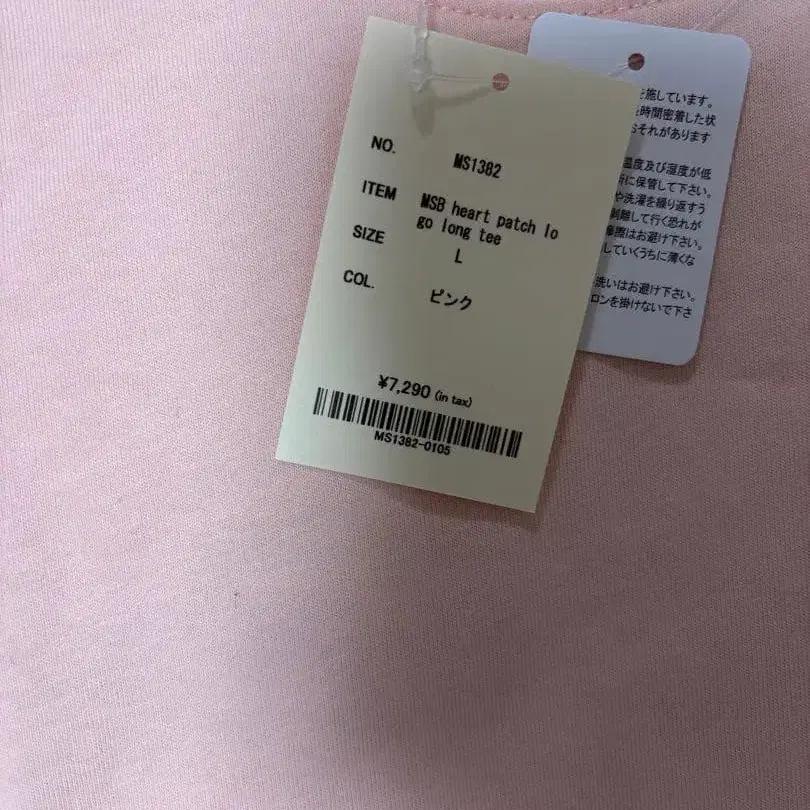 NO. MS1382
ITEM MSB heart patch lo
go long tee
SIZE L
COL. ピンク
¥7,290 (in tax)
MS1382-0105
を施しています。
時間密着した状
おそれがあります
温度及び湿度が低
所に保管して下さい。
や洗濯を繰り返すう
剥離して行く恐れが
摩擦はお避け下さい。
していくうちに薄くな
洗いはお避け下さい。
ロンを掛けないで下さ